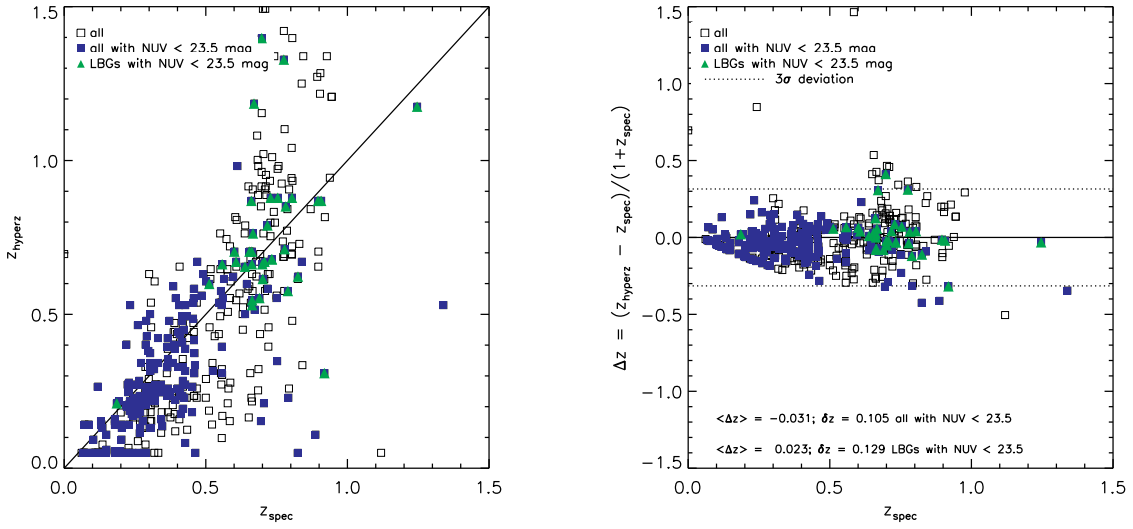 1.5
1.0
0.5
0.0
0.0 0.5 1.0 1.5
z_hyperz
z_spec
all
all with NUV < 23.5 mag
LBGs with NUV < 23.5 mag
1.5
1.0
0.5
0.0
−0.5
−1.0
−1.5
0.0 0.5 1.0 1.5
Δz = (z_hyperz − z_spec)/(1+z_spec)
z_spec
all
all with NUV < 23.5 mag
LBGs with NUV < 23.5 mag
3σ deviation
<Δz> = −0.031; δz = 0.105 all with NUV < 23.5
<Δz> = 0.023; δz = 0.129 LBGs with NUV < 23.5